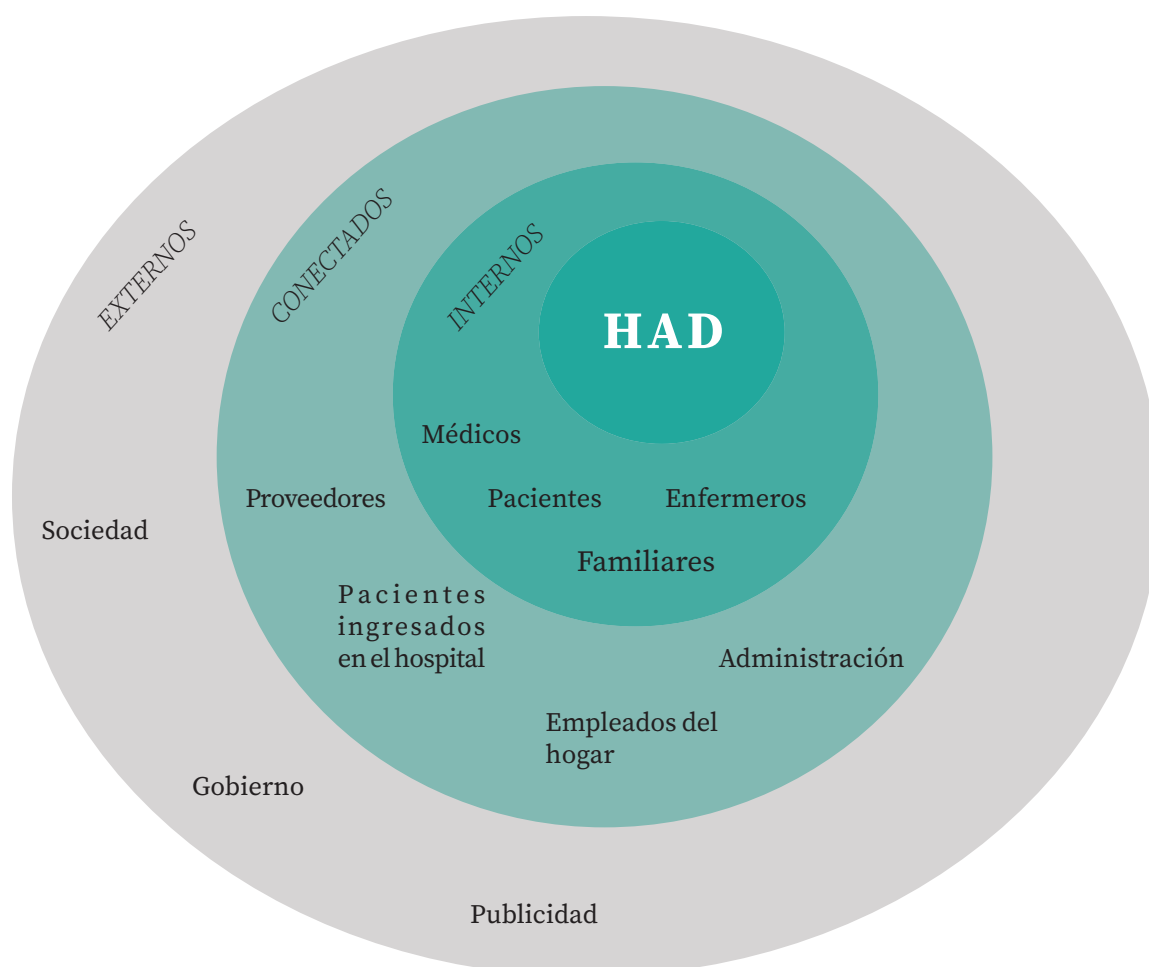 EXTERNOS
CONECTADOS
INTERNOS
HAD
Médicos
Proveedores
Pacientes
Enfermeros
Sociedad
Familiares
Pacientes
ingresados
en el hospital
Administración
Empleados del
hogar
Gobierno
Publicidad